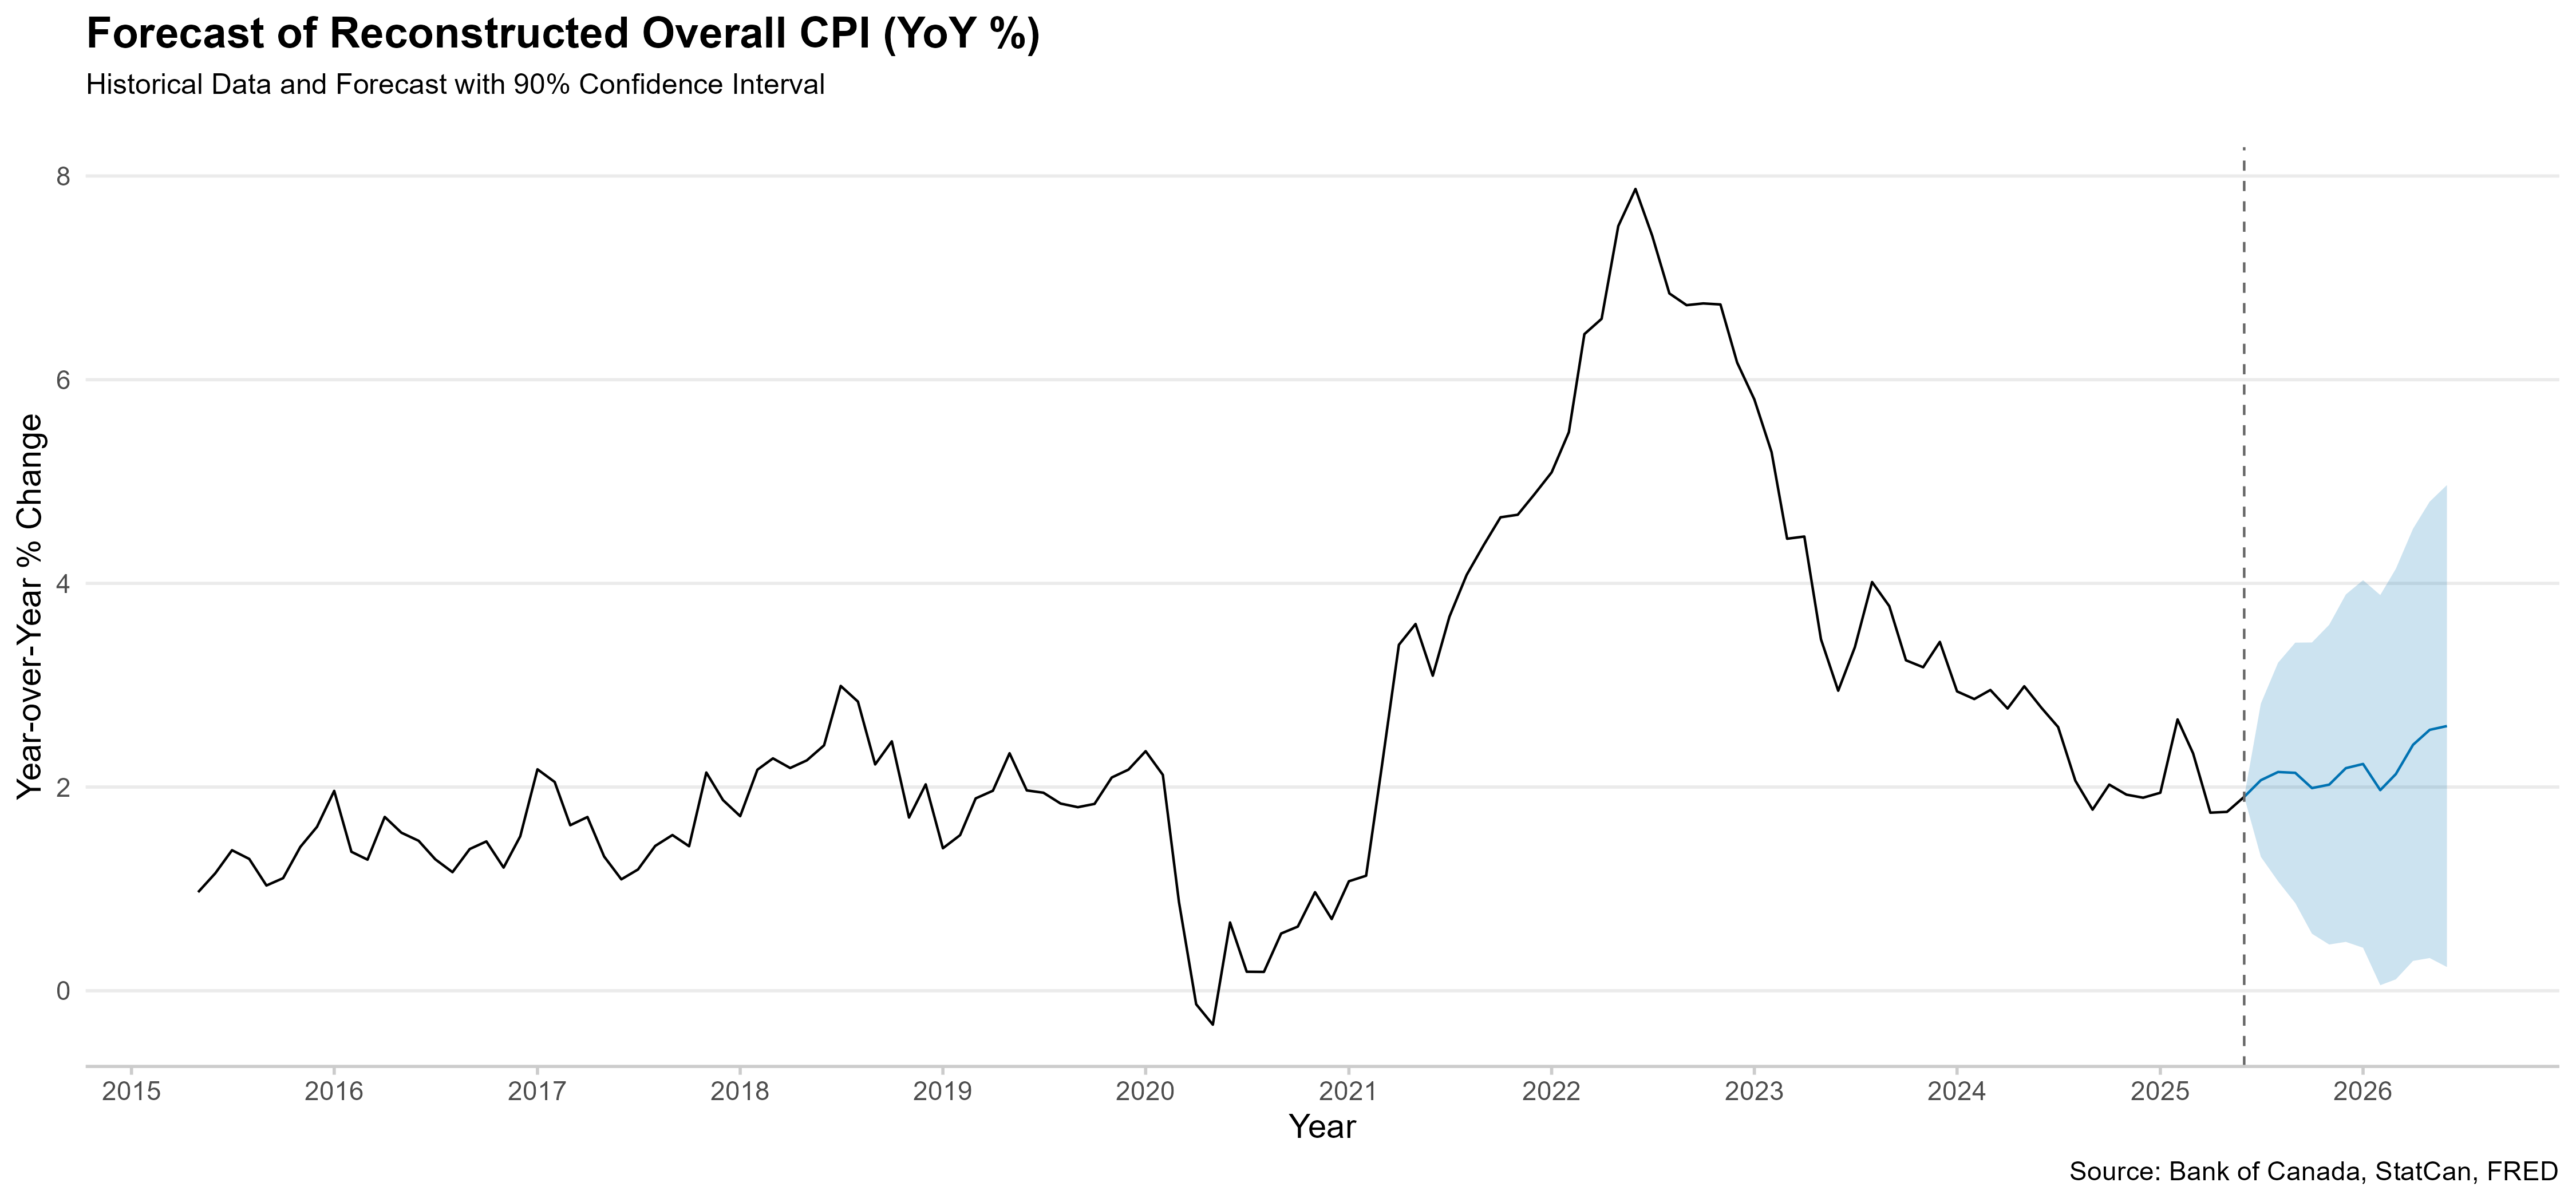 Forecast of Reconstructed Overall CPI (YoY %)
Historical Data and Forecast with 90% Confidence Interval
Year-over-Year % Change
8
6
4
2
0
2015 2016 2017 2018 2019 2020 2021 2022 2023 2024 2025 2026
Year
Source: Bank of Canada, StatCan, FRED